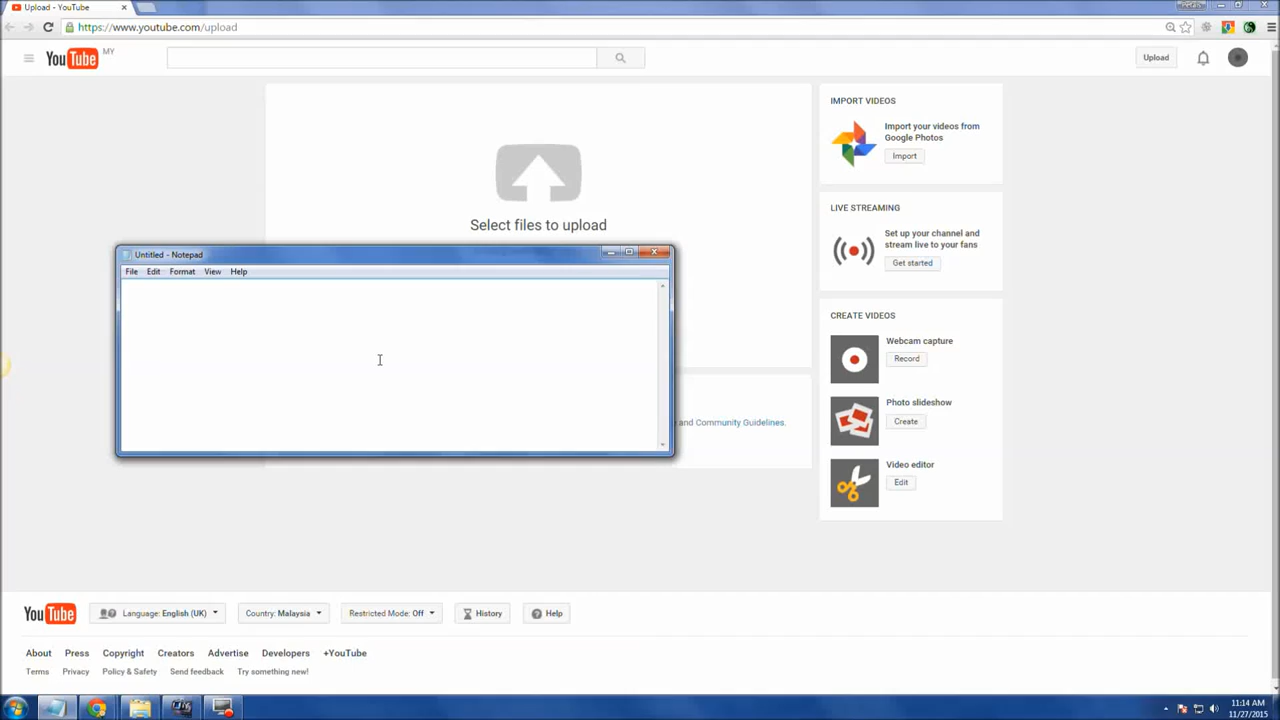 Upload - YouTube
https://www.youtube.com/upload
YouTube MY
Upload
Select files to upload
IMPORT VIDEOS
Import your videos from
Google Photos
Import
LIVE STREAMING
Set up your channel and
stream live to your fans
Get started
CREATE VIDEOS
Webcam capture
Record
Photo slideshow
Create
Video editor
Edit
Untitled - Notepad
File Edit Format View Help
and Community Guidelines.
YouTube Language: English (UK) Country: Malaysia Restricted Mode: Off History Help
About Press Copyright Creators Advertise Developers +YouTube
Terms Privacy Policy & Safety Send feedback Try something new!
11:14 AM
11/27/2015